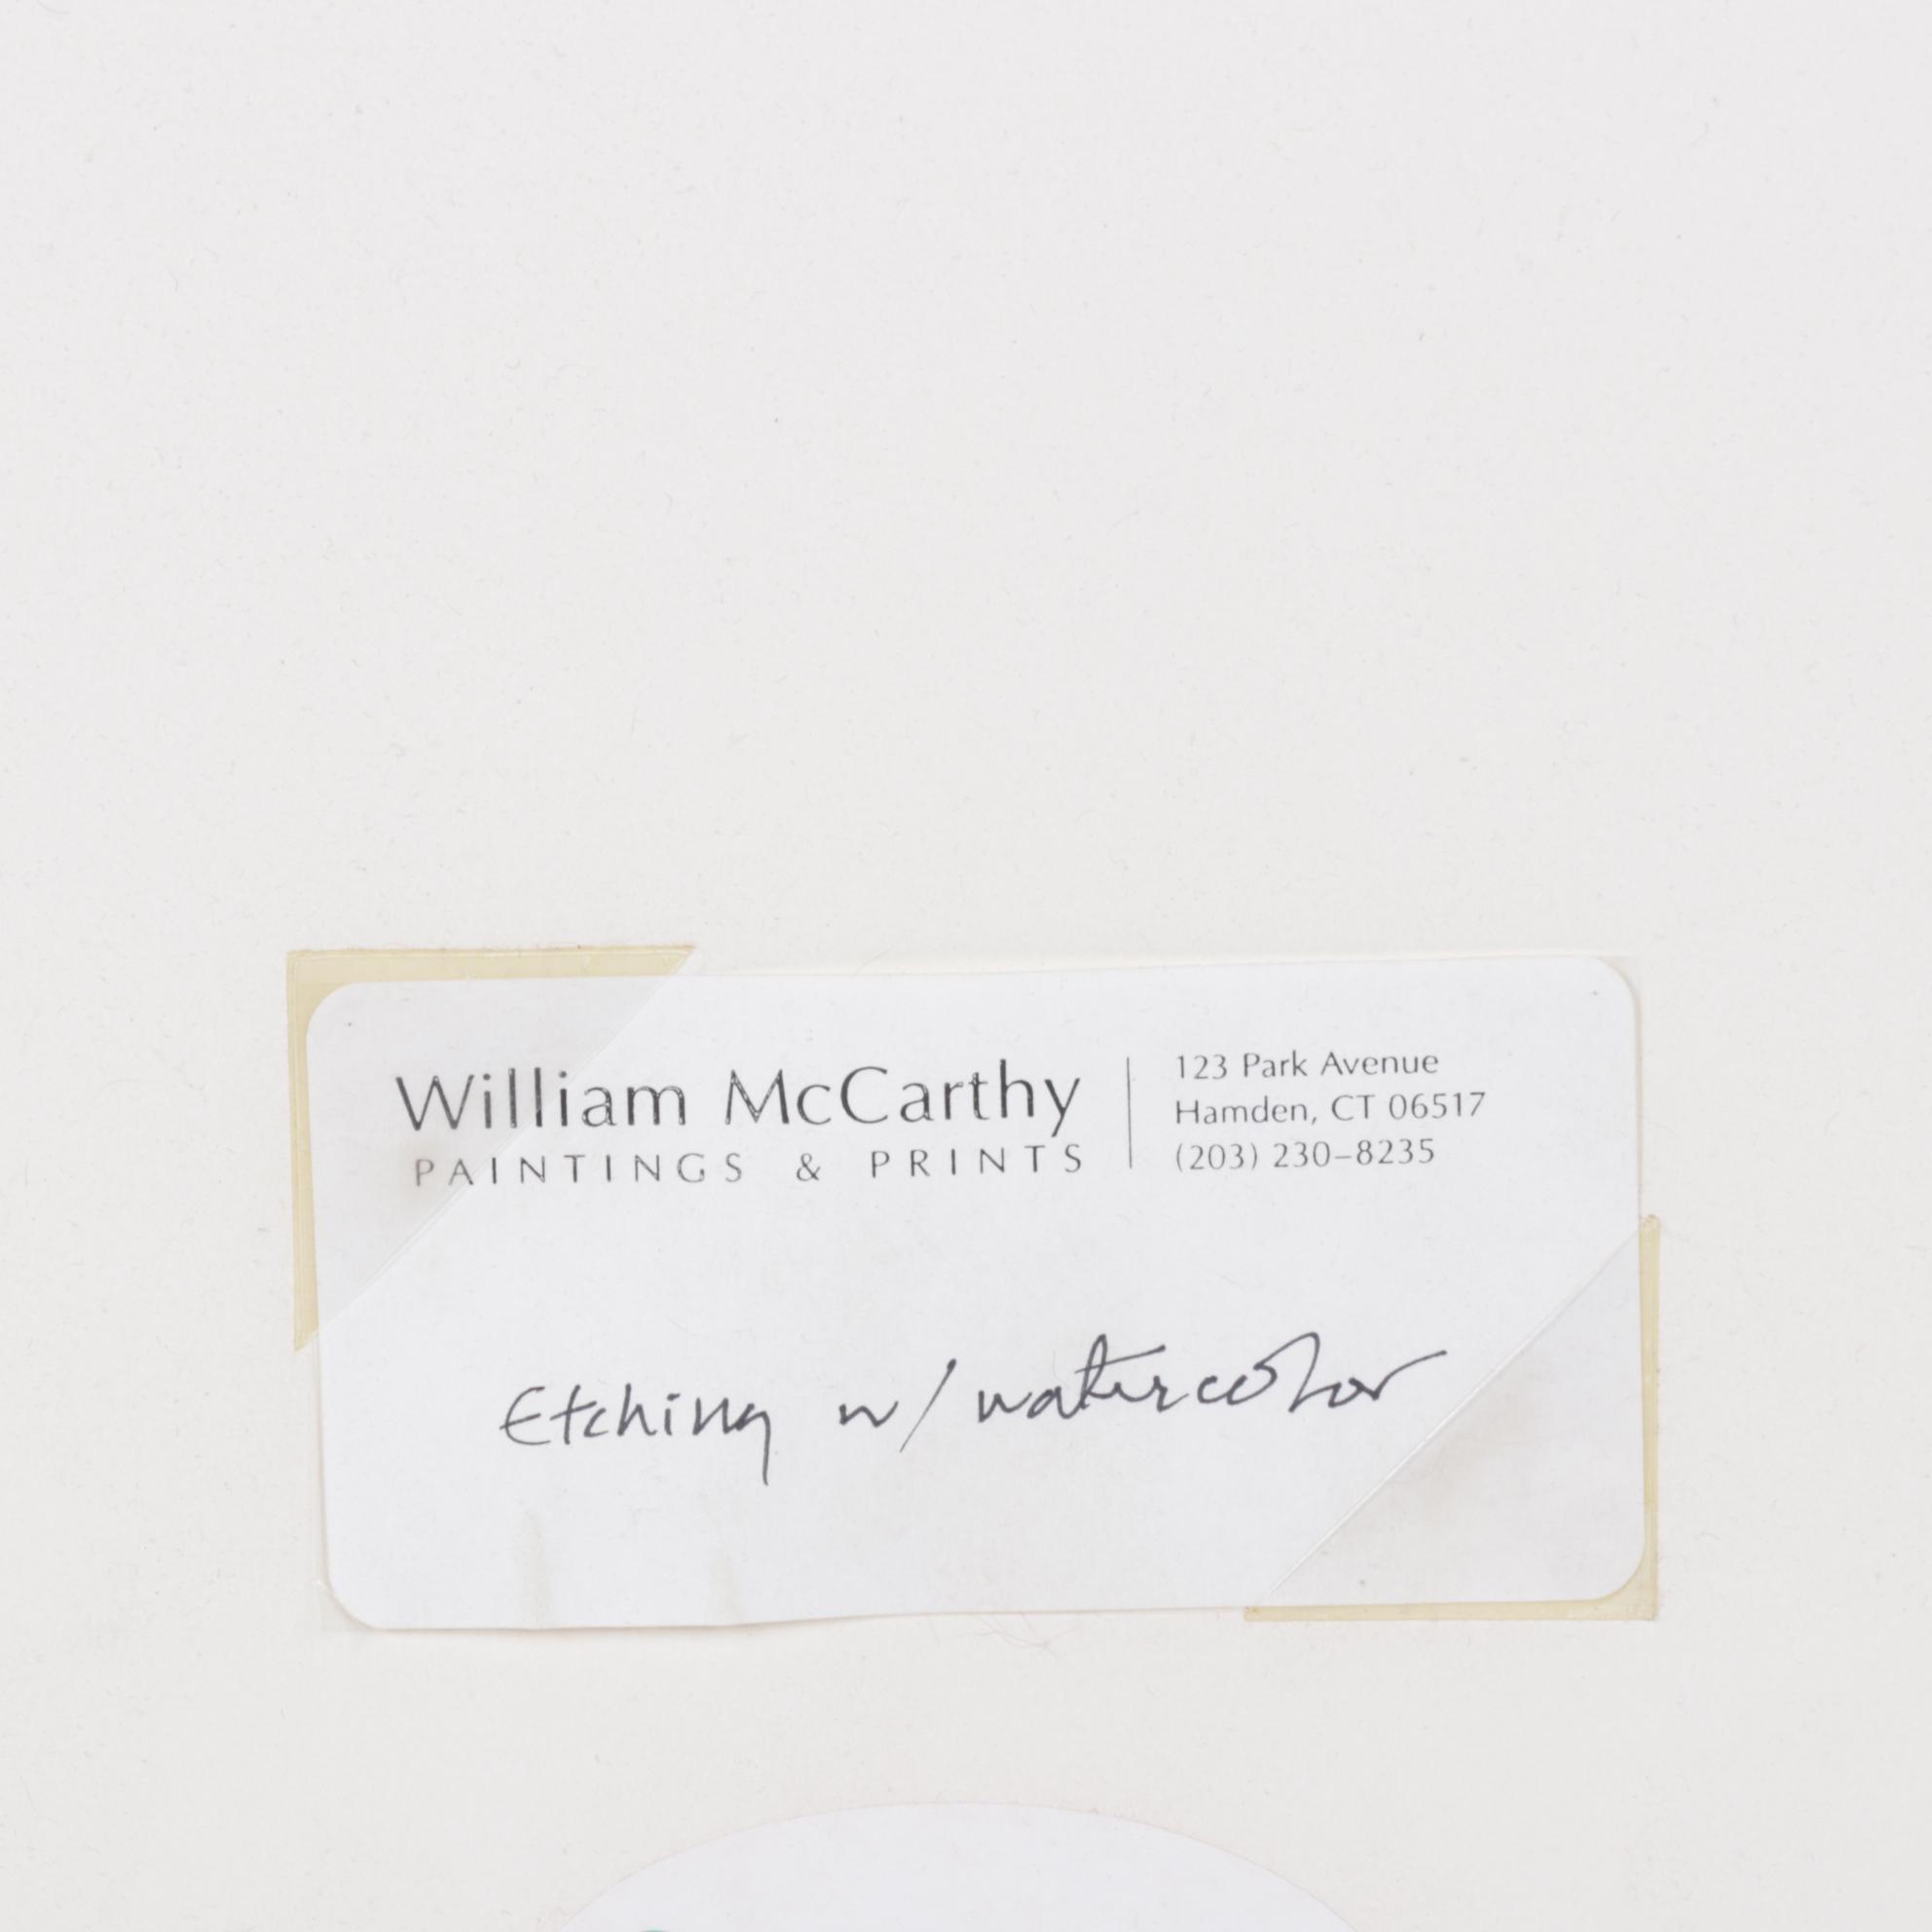 William McCarthy
PAINTINGS & PRINTS
123 Park Avenue
Hamden, CT 06517
(203) 230-8235
Etching w/ watercolor